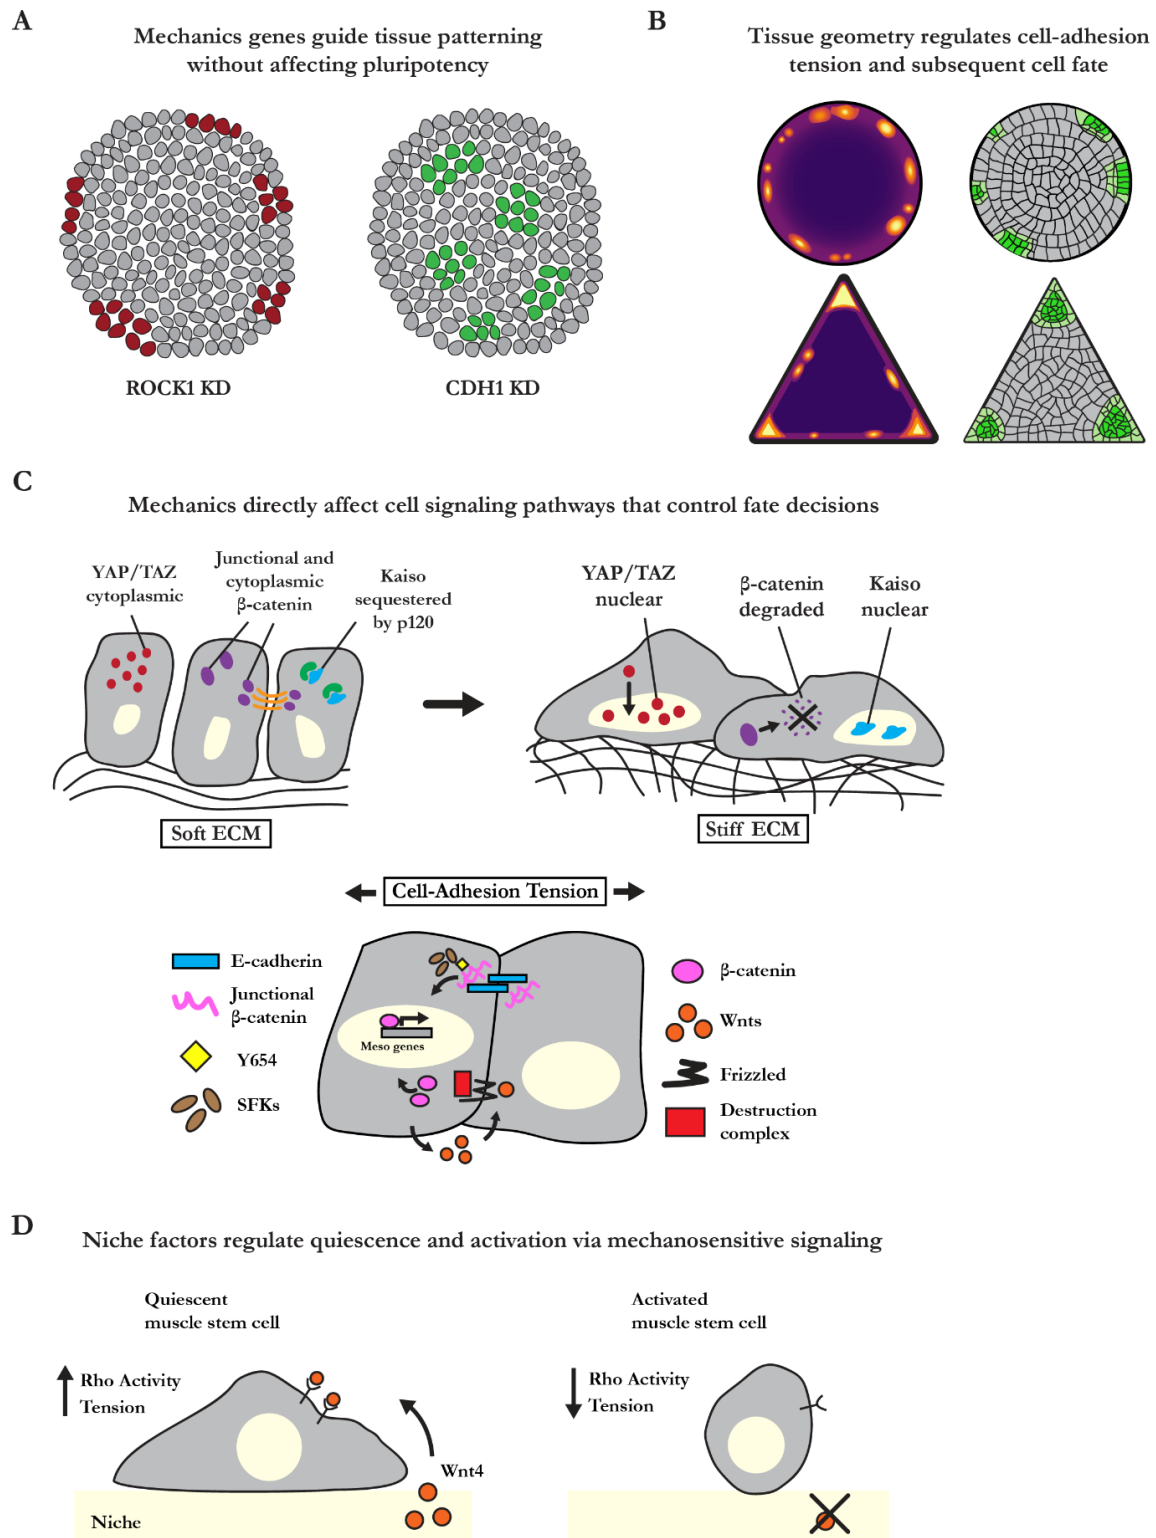 A
Mechanics genes guide tissue patterning
without affecting pluripotency
ROCK1 KD
CDH1 KD
B
Tissue geometry regulates cell-adhesion
tension and subsequent cell fate
C
Mechanics directly affect cell signaling pathways that control fate decisions
YAP/TAZ
cytoplasmic
Junctional and
cytoplasmic
β-catenin
Kaiso
sequestered
by p120
YAP/TAZ
nuclear
β-catenin
degraded
Kaiso
nuclear
Soft ECM
Stiff ECM
Cell-Adhesion Tension
E-cadherin
Junctional
β-catenin
Y654
SFKs
Meso genes
β-catenin
Wnts
Frizzled
Destruction
complex
D
Niche factors regulate quiescence and activation via mechanosensitive signaling
Quiescent
muscle stem cell
Rho Activity
Tension
Wnt4
Niche
Activated
muscle stem cell
Rho Activity
Tension